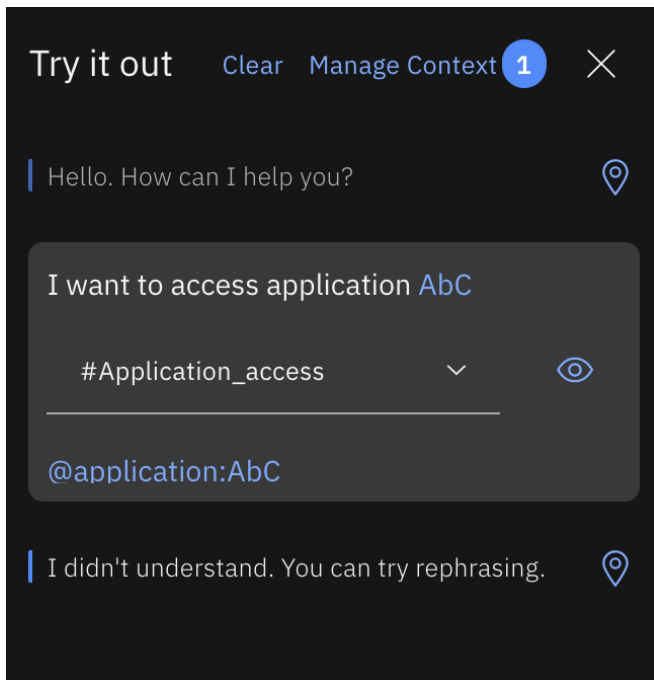 Try it out Clear Manage Context 1
Hello. How can I help you?
I want to access application AbC
#Application_access
@application:AbC
I didn't understand. You can try rephrasing.